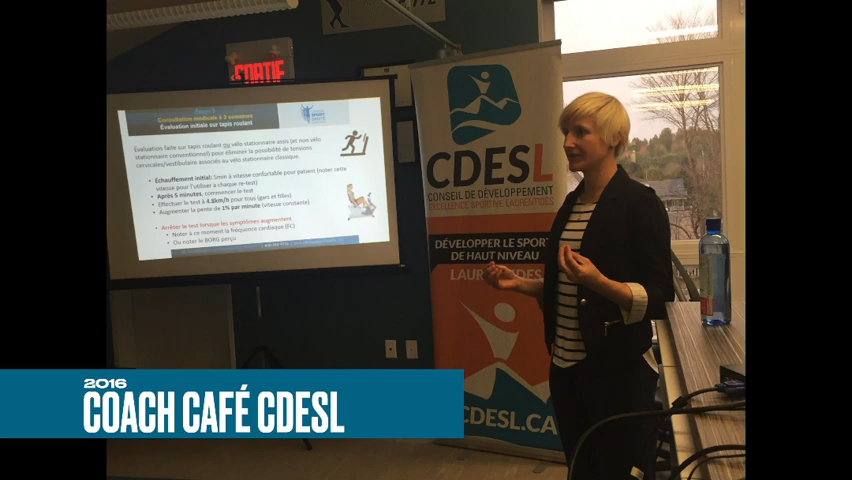 SORTIE
Étape 3
Consultation médicale à 3 semaines
Évaluation initiale sur tapis roulant
Évaluation faite sur tapis roulant ou vélo stationnaire assis (et non vélo
stationnaire conventionnel) pour éliminer la possibilité de tensions
cervicales/vestibulaires associés au vélo stationnaire classique.
• Échauffement initial: 5min à vitesse confortable pour patient (noter cette
vitesse pour l'utiliser à chaque re-test)
• Après 5 minutes, commencer le test
• Effectuer le test à 4.8km/h pour tous (gars et filles)
• Augmenter la pente de 1% par minute (vitesse constante)
• Arrêter le test lorsque les symptômes augmentent
• Noter à ce moment la fréquence cardiaque (FC)
• Ou noter le BORG perçu
CDESL
CONSEIL DE DÉVELOPPEMENT
EXCELLENCE SPORTIVE LAURENTIDES
DÉVELOPPER LE SPORT
DE HAUT NIVEAU
CDESL.CA
2016
COACH CAFÉ CDESL